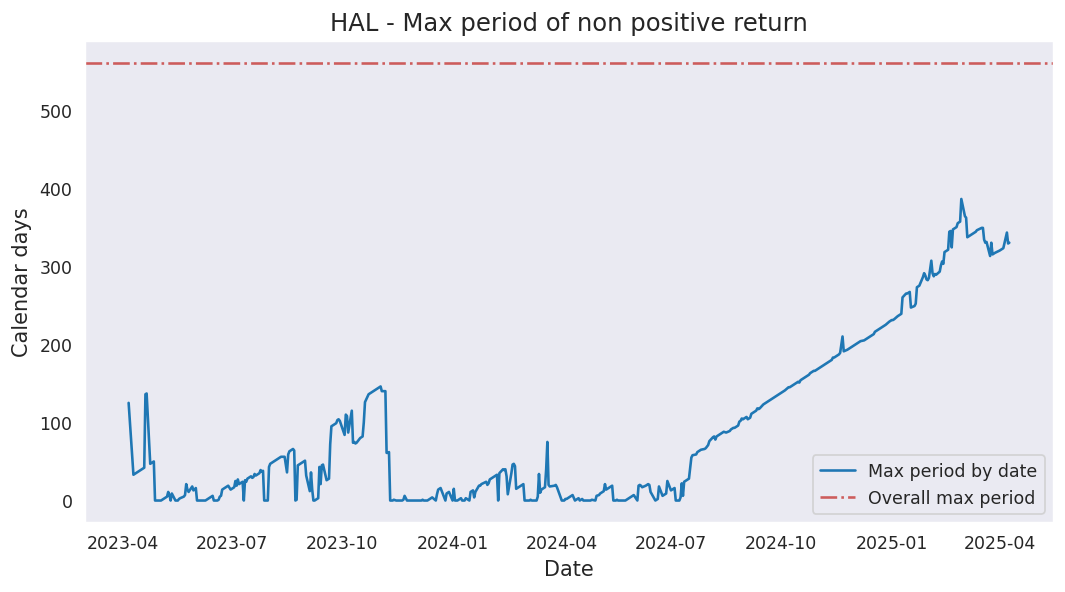 HAL - Max period of non positive return
Calendar days
500
400
300
200
100
0
Max period by date
Overall max period
2023-04 2023-07 2023-10 2024-01 2024-04 2024-07 2024-10 2025-01 2025-04
Date